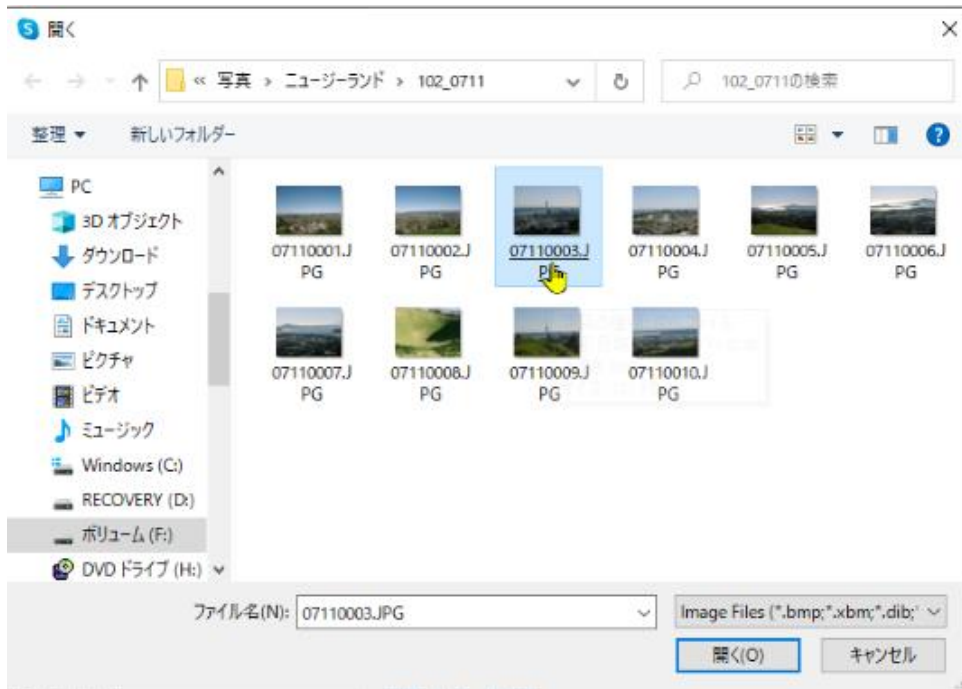 開く
« 写真 › ニュージーランド › 102_0711
102_0711の検索
整理
新しいフォルダー
PC
3D オブジェクト
ダウンロード
デスクトップ
ドキュメント
ピクチャ
ビデオ
ミュージック
Windows (C:)
RECOVERY (D:)
ボリューム (F:)
DVD ドライブ (H:)
07110001.J
PG
07110002.J
PG
07110003.J
PG
07110004.J
PG
07110005.J
PG
07110006.J
PG
07110007.J
PG
07110008.J
PG
07110009.J
PG
07110010.J
PG
ファイル名(N): 07110003.JPG
Image Files (*.bmp;*.xbm;*.dib;*
開く(O)
キャンセル